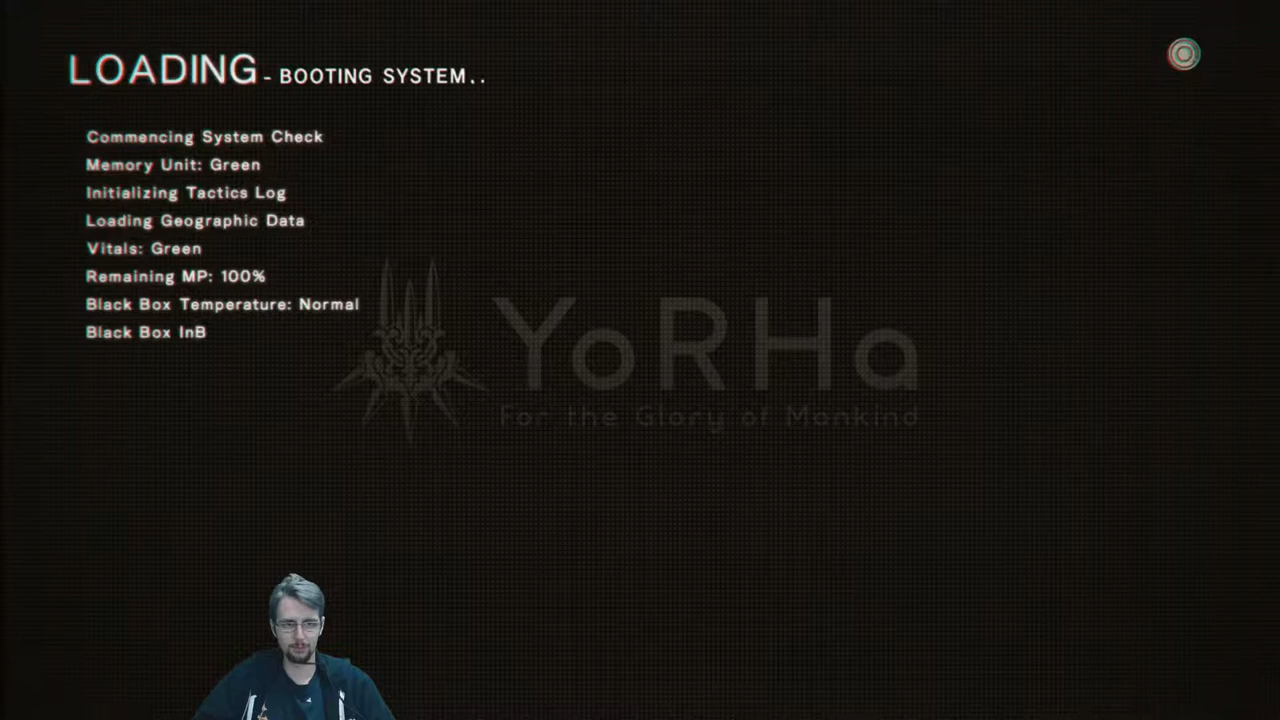 LOADING - BOOTING SYSTEM..
Commencing System Check
Memory Unit: Green
Initializing Tactics Log
Loading Geographic Data
Vitals: Green
Remaining MP: 100%
Black Box Temperature: Normal
Black Box InB
YoRHa
For the Glory of Mankind